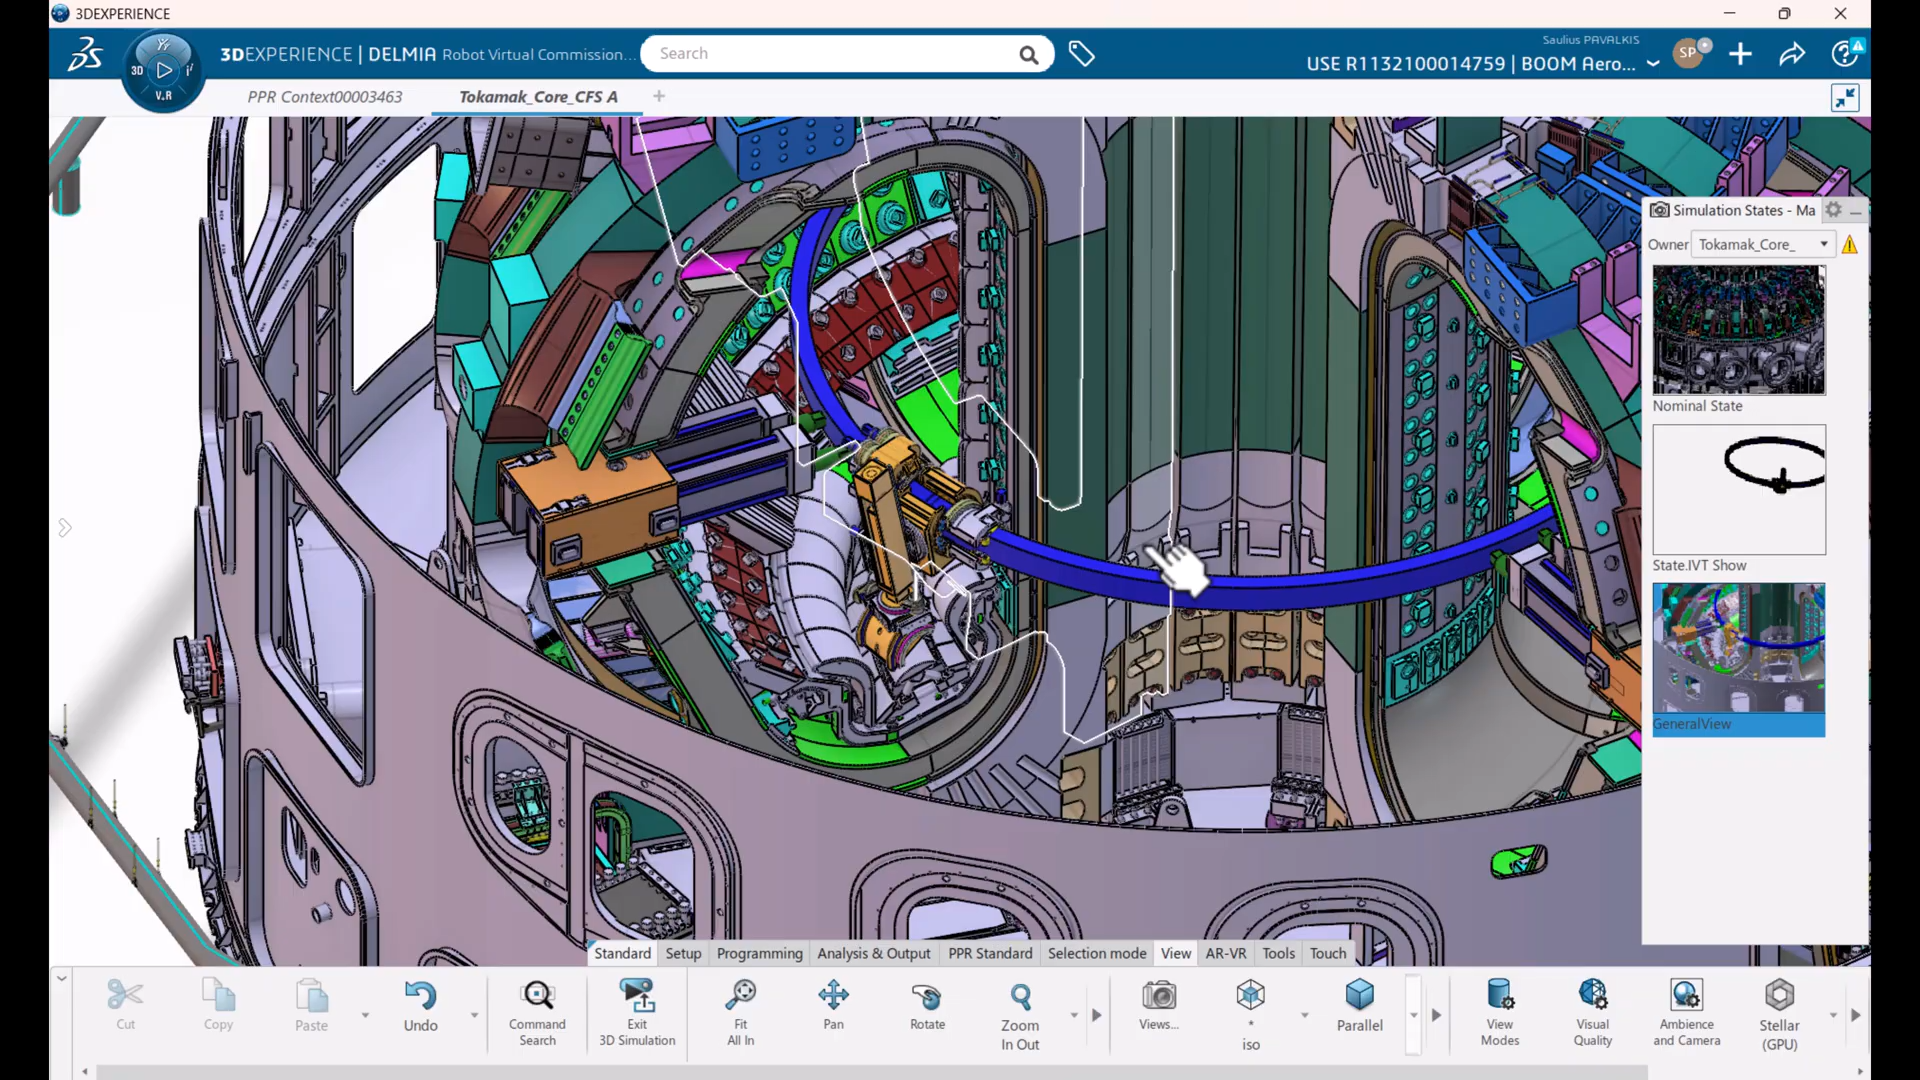 3DEXPERIENCE
3DEXPERIENCE | DELMIA Robot Virtual Commission...
Search
Saulius PAVALKIS
USE R1132100014759 | BOOM Aero...
SP
3D
V.R
PPR Context00003463
Tokamak_Core_CFS A
Simulation States - Ma
Owner
Tokamak_Core_
Nominal State
State.IVT Show
GeneralView
Standard
Setup
Programming
Analysis & Output
PPR Standard
Selection mode
View
AR-VR
Tools
Touch
Cut
Copy
Paste
Undo
Command
Search
Exit
3D Simulation
Fit
All In
Pan
Rotate
Zoom
In Out
Views...
*
iso
Parallel
View
Modes
Visual
Quality
Ambience
and Camera
Stellar
(GPU)